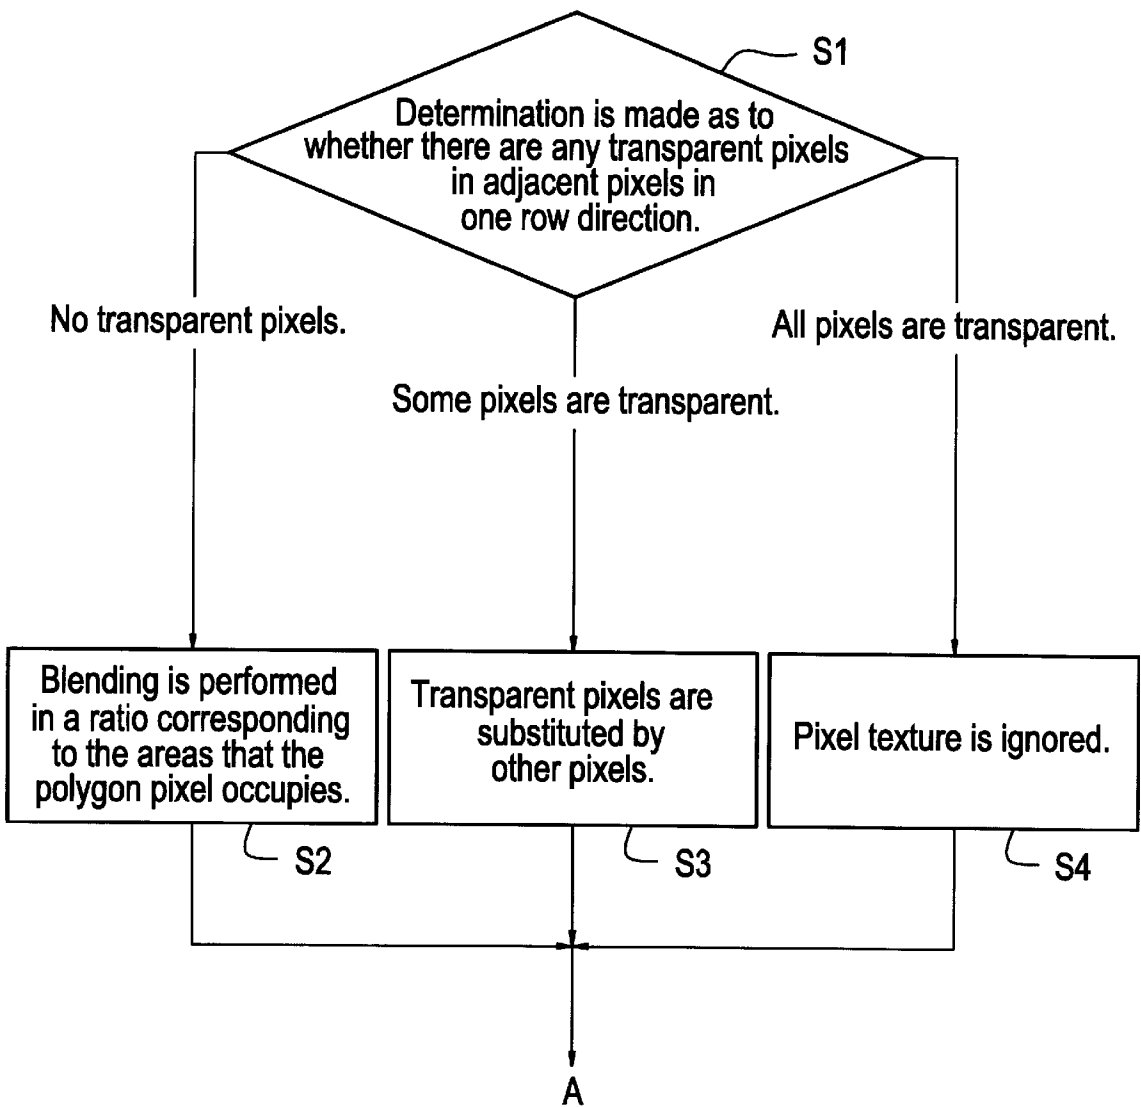 S1
Determination is made as to
whether there are any transparent pixels
in adjacent pixels in
one row direction.
No transparent pixels.
All pixels are transparent.
Some pixels are transparent.
Blending is performed
in a ratio corresponding
to the areas that the
polygon pixel occupies.
Transparent pixels are
substituted by
other pixels.
Pixel texture is ignored.
S2
S3
S4
A